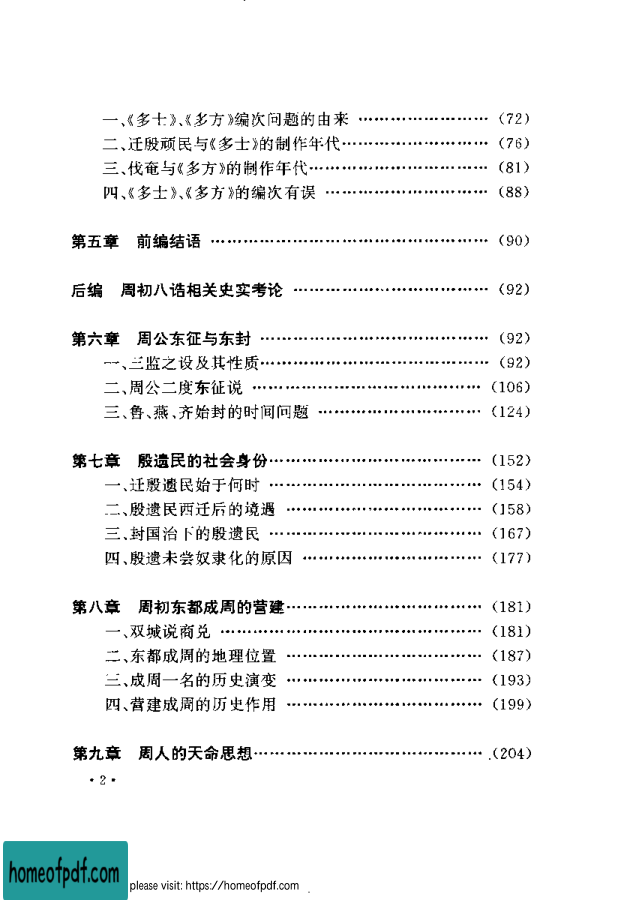 一、《多士》、《多方》编次问题的由来 ························ (72)
二、迁殷顽民与《多士》的制作年代··························· (76)
三、伐奄与《多方》的制作年代································· (81)
四、《多士》、《多方》的编次有误 ······························ (88)
第五章 前编结语 ··················································· (90)
后编 周初八诰相关史实考论 ···································· (92)
第六章 周公东征与东封 ·········································· (92)
一、三监之设及其性质·········································· (92)
二、周公二度东征说 ·········································· (106)
三、鲁、燕、齐始封的时间问题 ······························ (124)
第七章 殷遗民的社会身份······································· (152)
一、迁殷遗民始于何时 ······································· (154)
二、殷遗民西迁后的境遇 ···································· (158)
三、封国治下的殷遗民 ······································· (167)
四、殷遗未尝奴隶化的原因 ································· (177)
第八章 周初东都成周的营建···································· (181)
一、双城说商兑 ················································ (181)
二、东都成周的地理位置 ···································· (187)
三、成周一名的历史演变 ···································· (193)
四、营建成周的历史作用 ···································· (199)
第九章 周人的天命思想·········································· (204)
· 2 ·
homeofpdf.com
please visit: https://homeofpdf.com